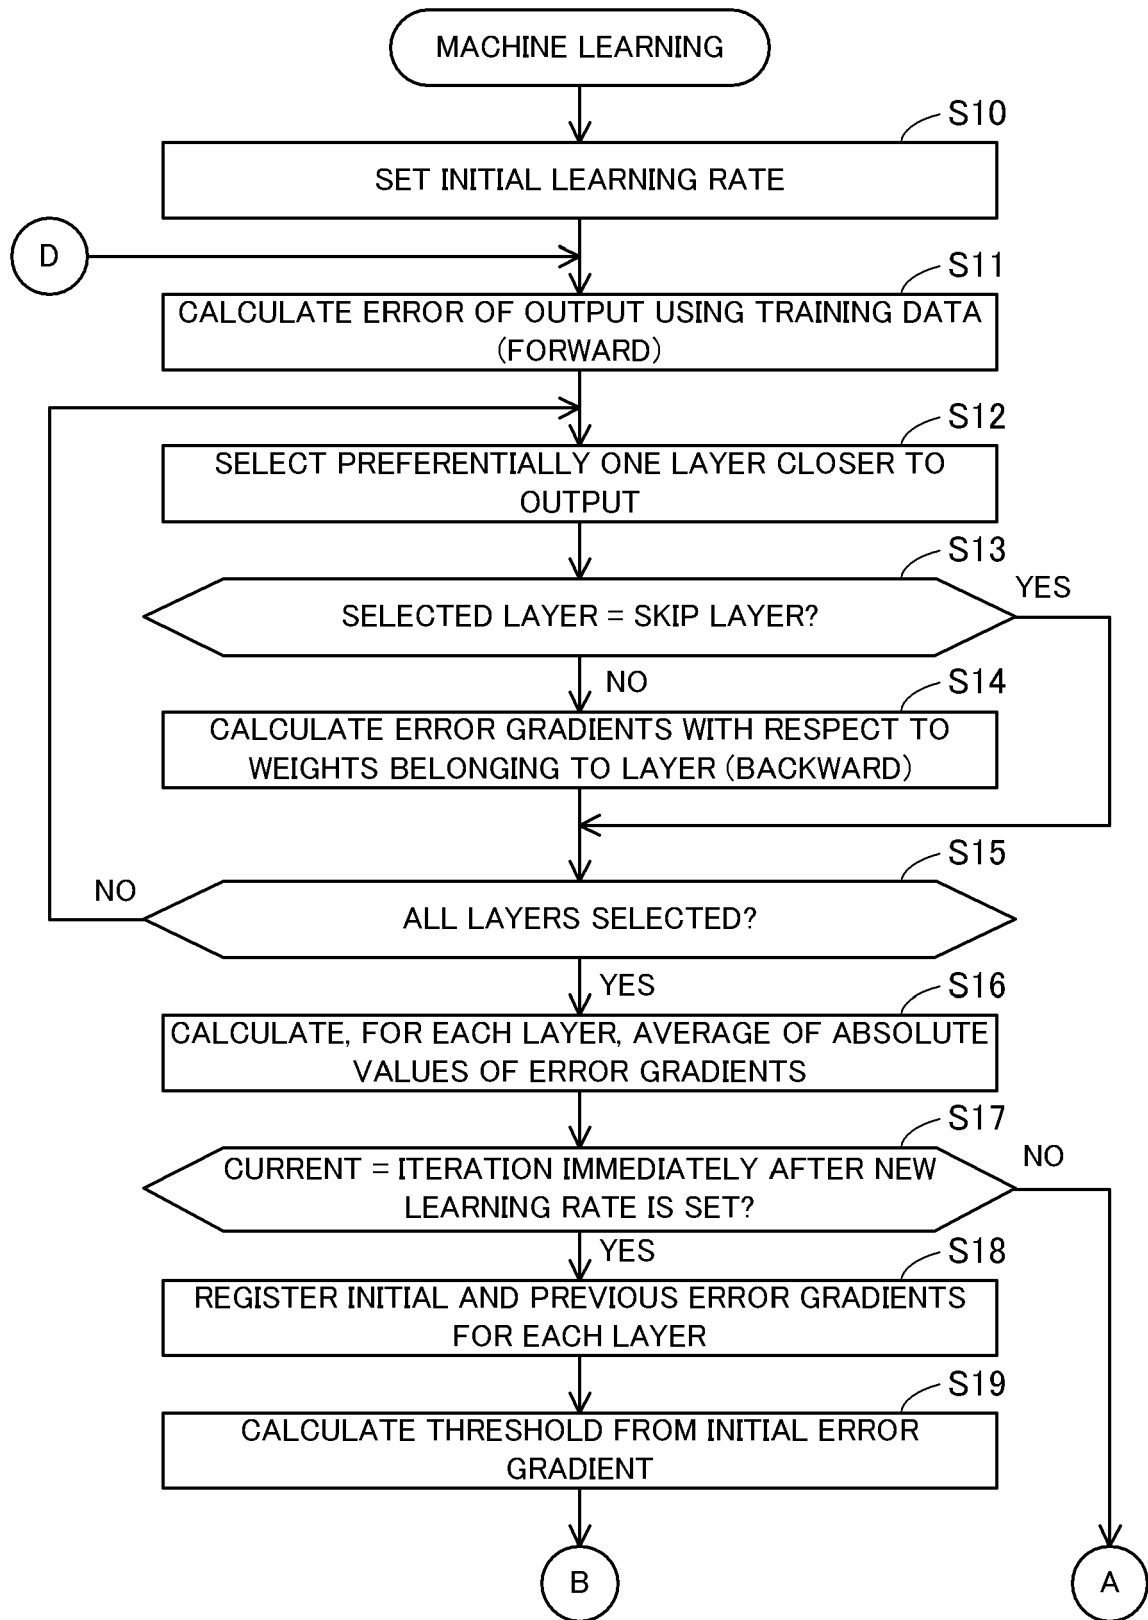 MACHINE LEARNING
S10
SET INITIAL LEARNING RATE
D
S11
CALCULATE ERROR OF OUTPUT USING TRAINING DATA
(FORWARD)
S12
SELECT PREFERENTIALLY ONE LAYER CLOSER TO
OUTPUT
S13
YES
SELECTED LAYER = SKIP LAYER?
NO
S14
CALCULATE ERROR GRADIENTS WITH RESPECT TO
WEIGHTS BELONGING TO LAYER (BACKWARD)
S15
NO
ALL LAYERS SELECTED?
YES
S16
CALCULATE, FOR EACH LAYER, AVERAGE OF ABSOLUTE
VALUES OF ERROR GRADIENTS
S17
NO
CURRENT = ITERATION IMMEDIATELY AFTER NEW
LEARNING RATE IS SET?
YES
S18
REGISTER INITIAL AND PREVIOUS ERROR GRADIENTS
FOR EACH LAYER
S19
CALCULATE THRESHOLD FROM INITIAL ERROR
GRADIENT
B
A